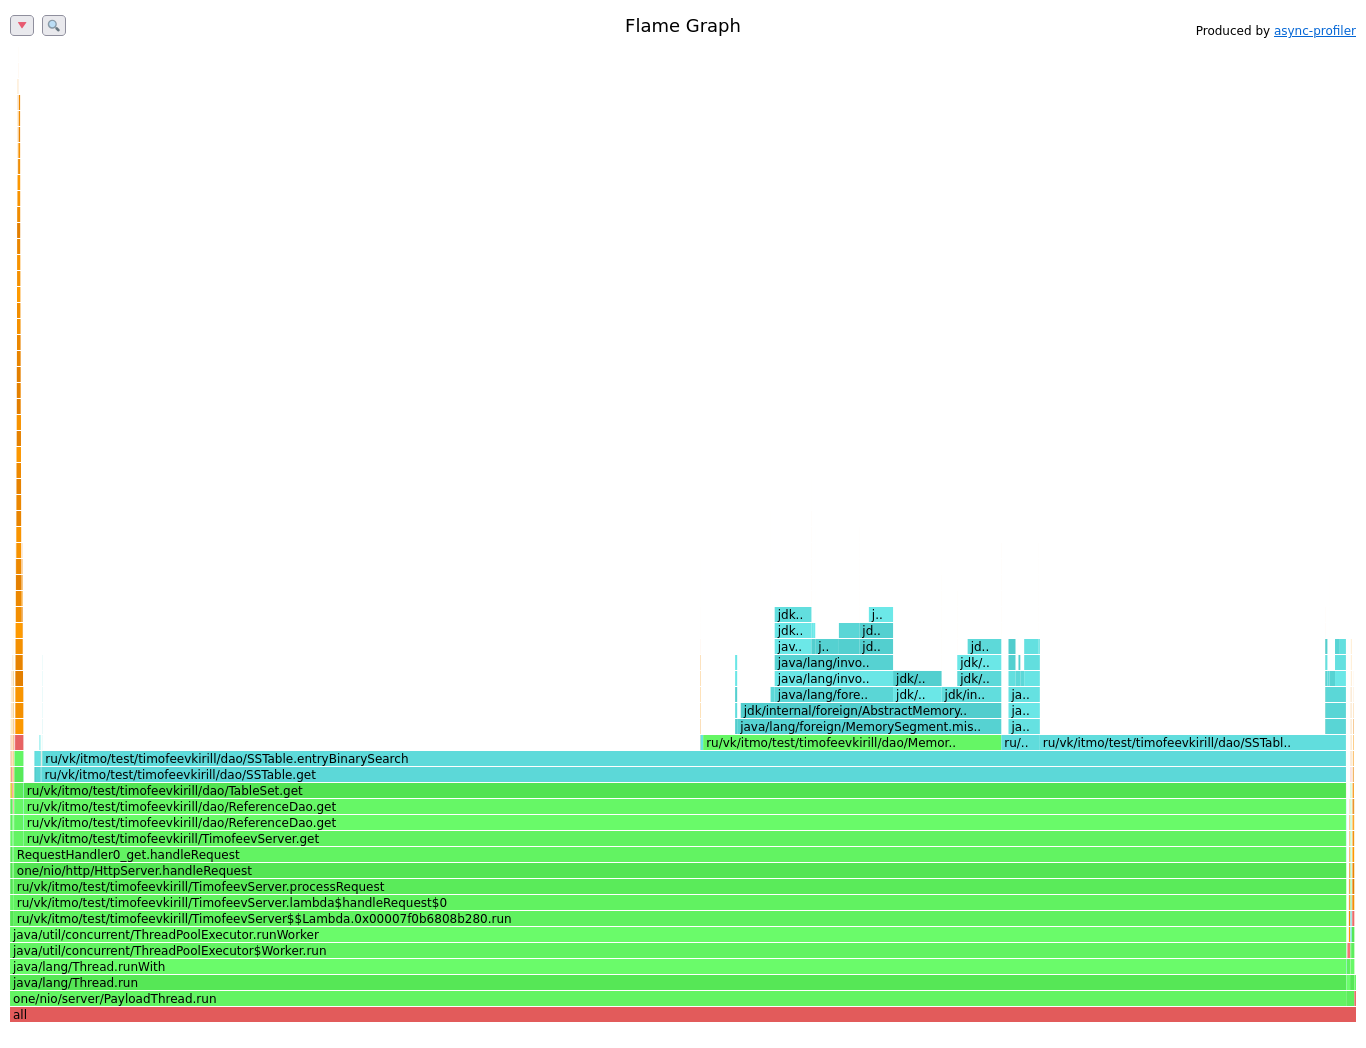 Flame Graph
Produced by async-profiler
jdk.. j..
jdk.. jd..
jav.. j.. jd.. jd..
java/lang/invo.. jdk/..
java/lang/invo.. jdk/.. jdk/..
java/lang/fore.. jdk/.. jdk/in.. ja..
jdk/internal/foreign/AbstractMemory.. ja..
java/lang/foreign/MemorySegment.mis.. ja..
ru/vk/itmo/test/timofeevkirill/dao/Memor.. ru/.. ru/vk/itmo/test/timofeevkirill/dao/SSTabl..
ru/vk/itmo/test/timofeevkirill/dao/SSTable.entryBinarySearch
ru/vk/itmo/test/timofeevkirill/dao/SSTable.get
ru/vk/itmo/test/timofeevkirill/dao/TableSet.get
ru/vk/itmo/test/timofeevkirill/dao/ReferenceDao.get
ru/vk/itmo/test/timofeevkirill/dao/ReferenceDao.get
ru/vk/itmo/test/timofeevkirill/TimofeevServer.get
RequestHandler0_get.handleRequest
one/nio/http/HttpServer.handleRequest
ru/vk/itmo/test/timofeevkirill/TimofeevServer.processRequest
ru/vk/itmo/test/timofeevkirill/TimofeevServer.lambda$handleRequest$0
ru/vk/itmo/test/timofeevkirill/TimofeevServer$$Lambda.0x00007f0b6808b280.run
java/util/concurrent/ThreadPoolExecutor.runWorker
java/util/concurrent/ThreadPoolExecutor$Worker.run
java/lang/Thread.runWith
java/lang/Thread.run
one/nio/server/PayloadThread.run
all